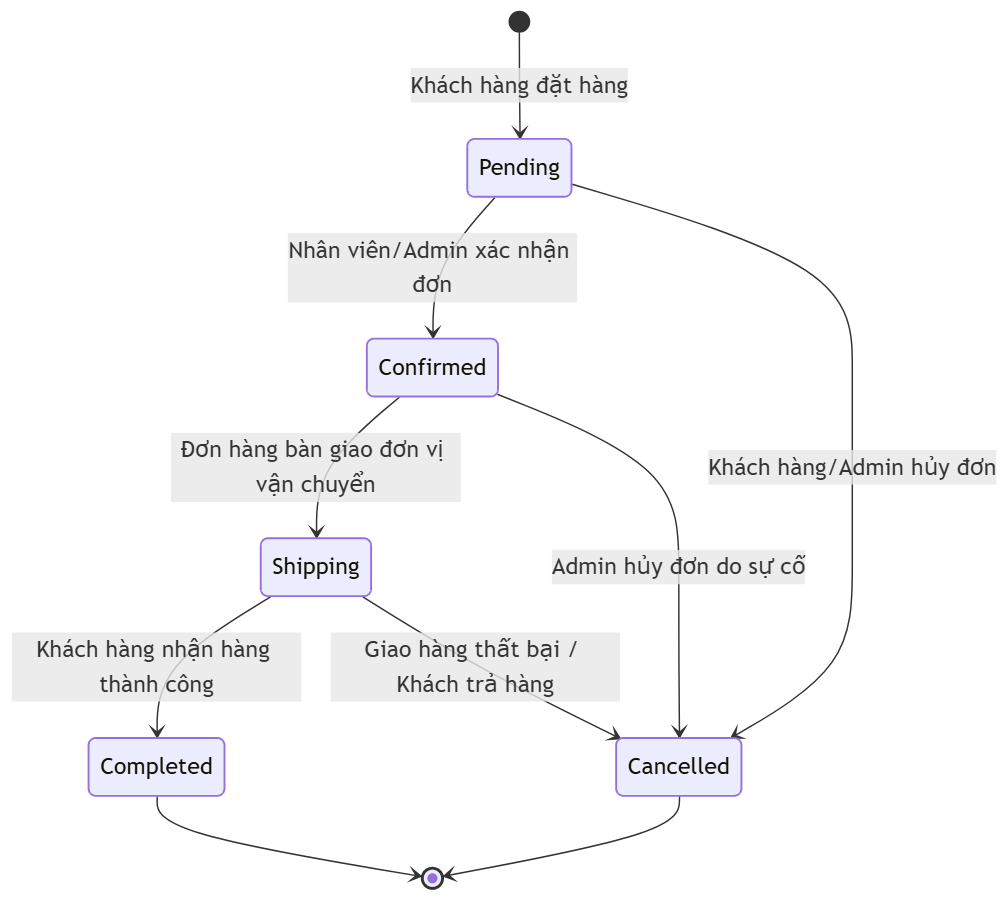 Khách hàng đặt hàng
Pending
Nhân viên/Admin xác nhận
đơn
Confirmed
Đơn hàng bàn giao đơn vị
vận chuyển
Khách hàng/Admin hủy đơn
Shipping
Admin hủy đơn do sự cố
Khách hàng nhận hàng
thành công
Giao hàng thất bại /
Khách trả hàng
Completed
Cancelled